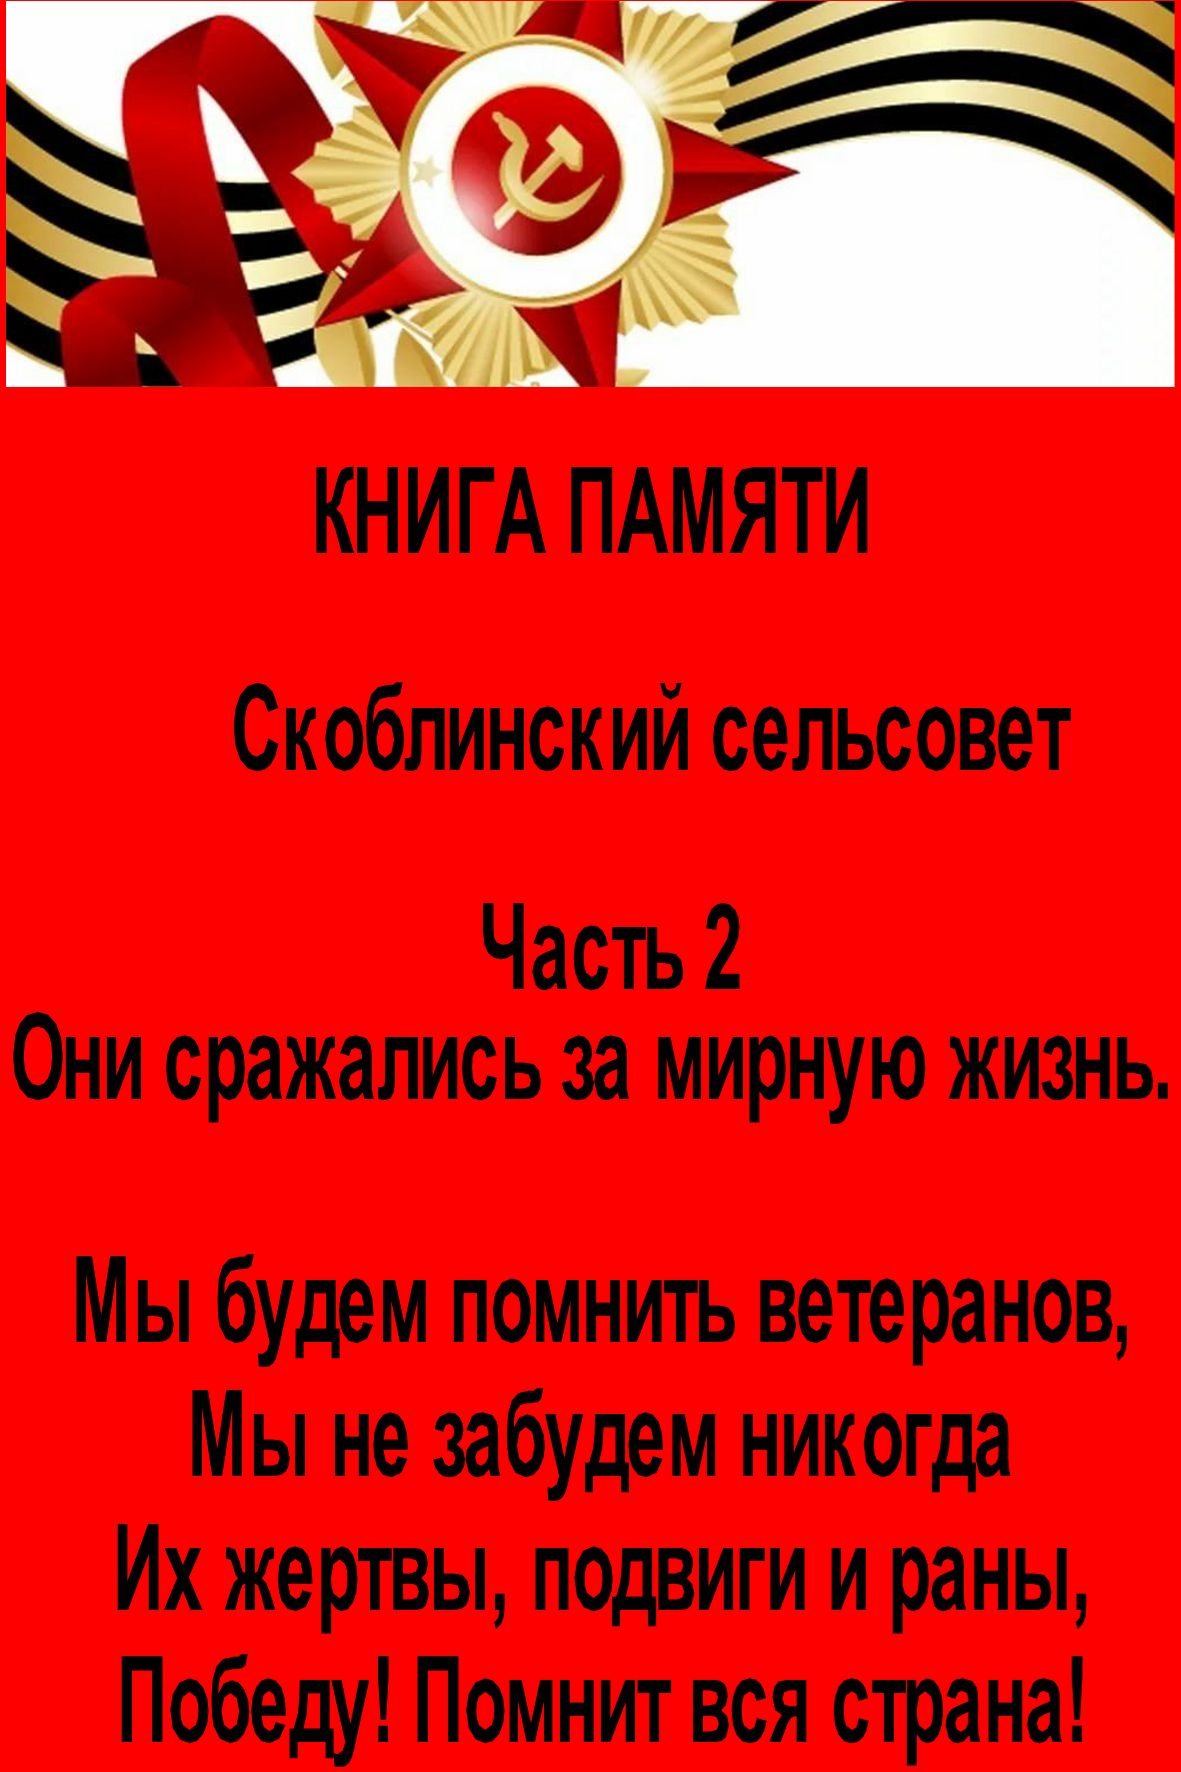 КНИГА ПАМЯТИ
Скоблинский сельсовет
Часть 2
Они сражались за мирную жизнь.
Мы будем помнить ветеранов,
Мы не забудем никогда
Их жертвы, подвиги и раны,
Победу! Помнит вся страна!